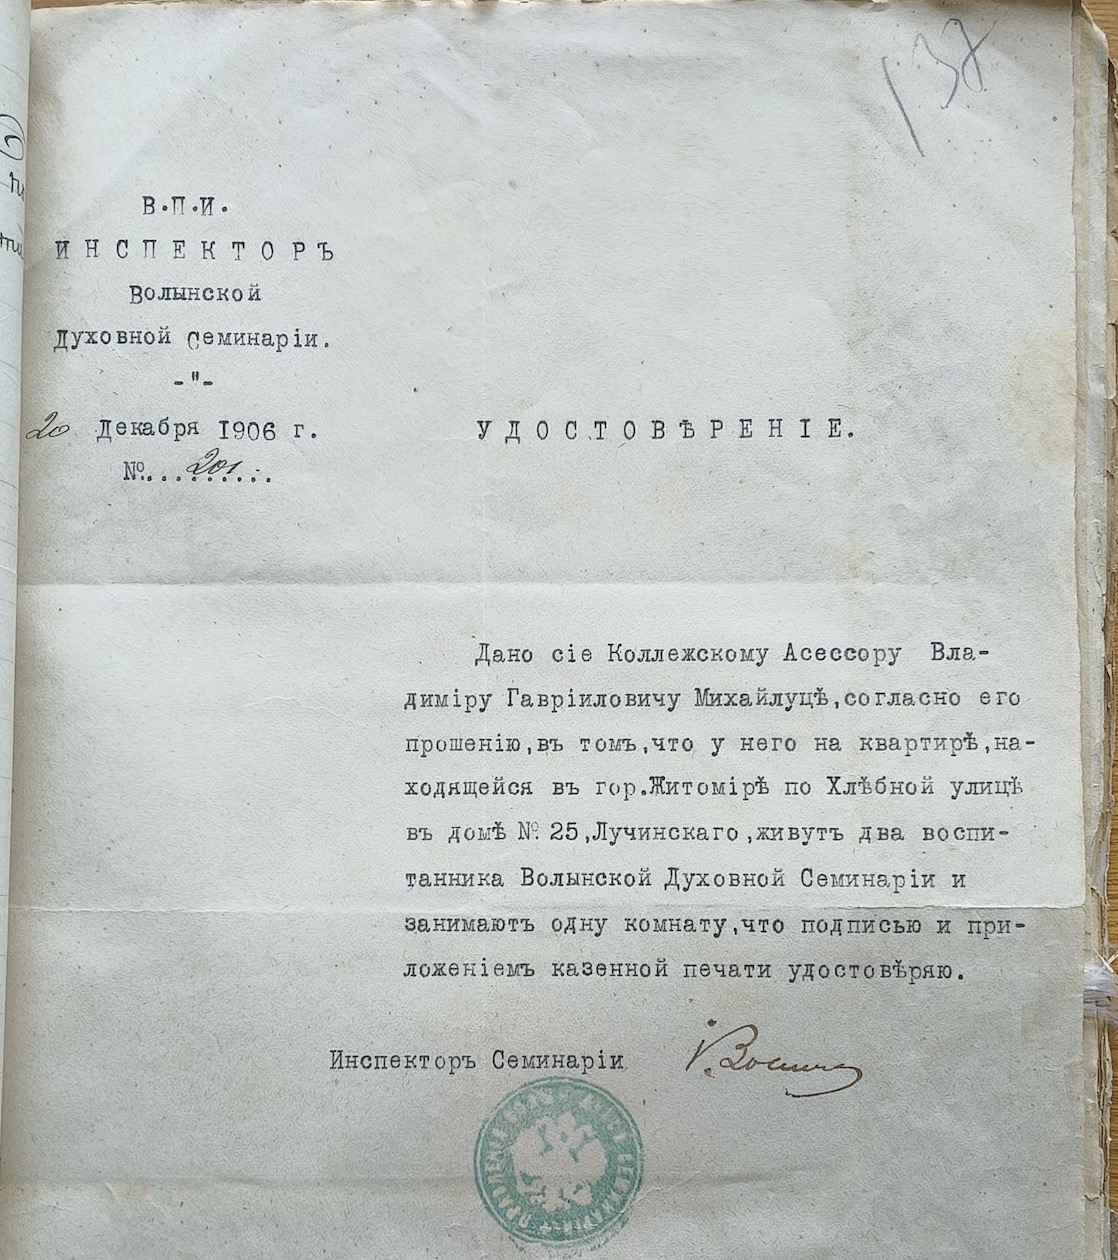 137
В.П.И.
ИНСПЕКТОРЪ
Волынской
Духовной Семинаріи.
-"-
20 Декабря 1906 г.
№ 201
УДОСТОВѢРЕНІЕ.
Дано сіе Коллежскому Асессору Вла-
диміру Гавріиловичу Михайлуцѣ,согласно его
прошенію,въ томъ,что у него на квартирѣ,на-
ходящейся въ гор.Житомірѣ по Хлѣбной улицѣ
въ домѣ № 25,Лучинскаго,живутъ два воспи-
танника Волынской Духовной Семинаріи и
занимаютъ одну комнату,что подписью и при-
ложеніемъ казенной печати удостовѣряю.
Инспекторъ Семинаріи